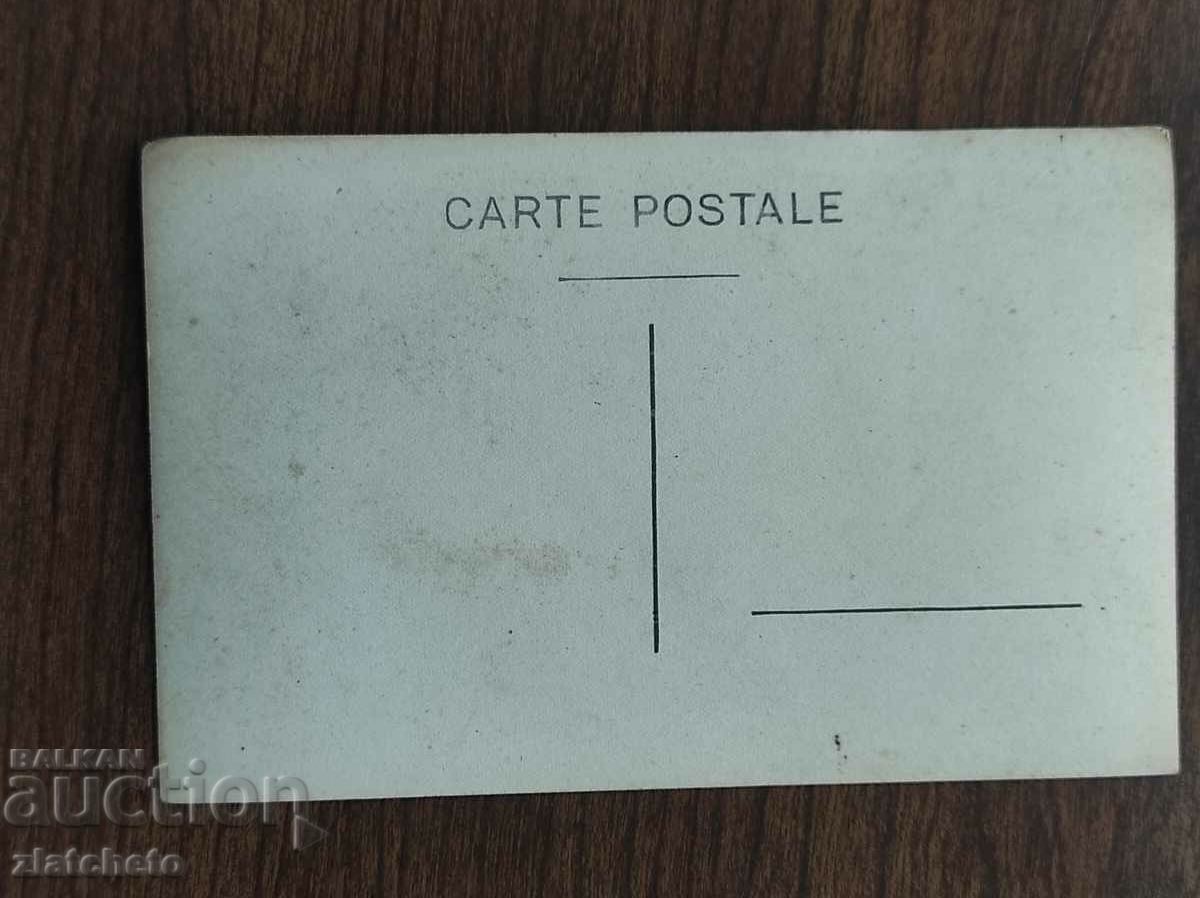 CARTE POSTALE
BALKAN
auction
zlatcheto